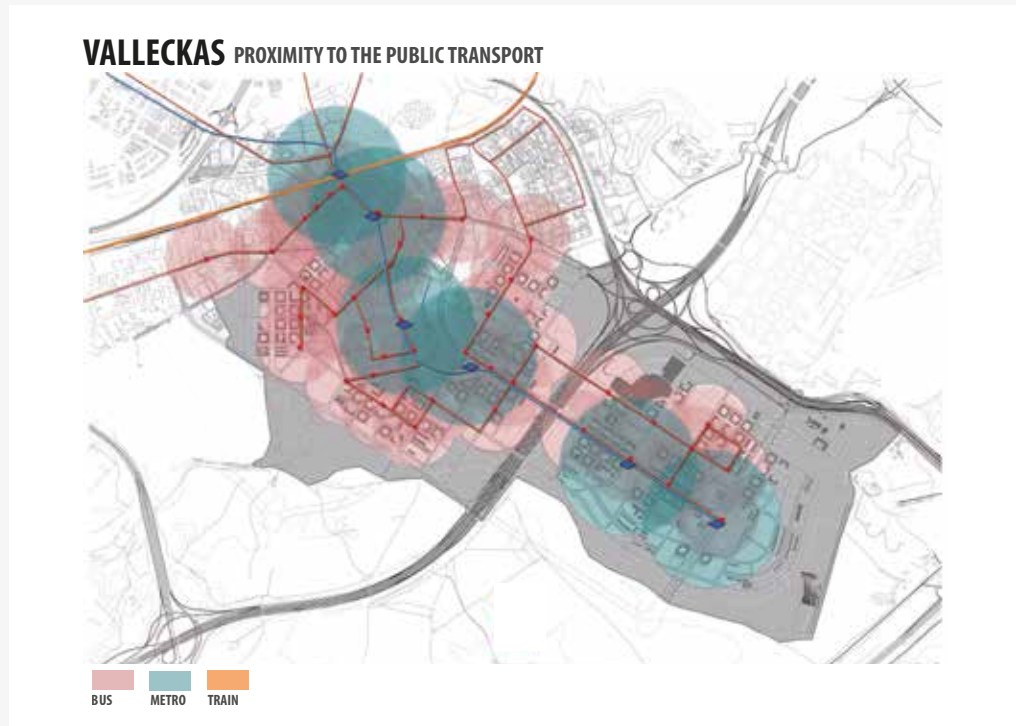 VALLECKAS PROXIMITY TO THE PUBLIC TRANSPORT
BUS METRO TRAIN